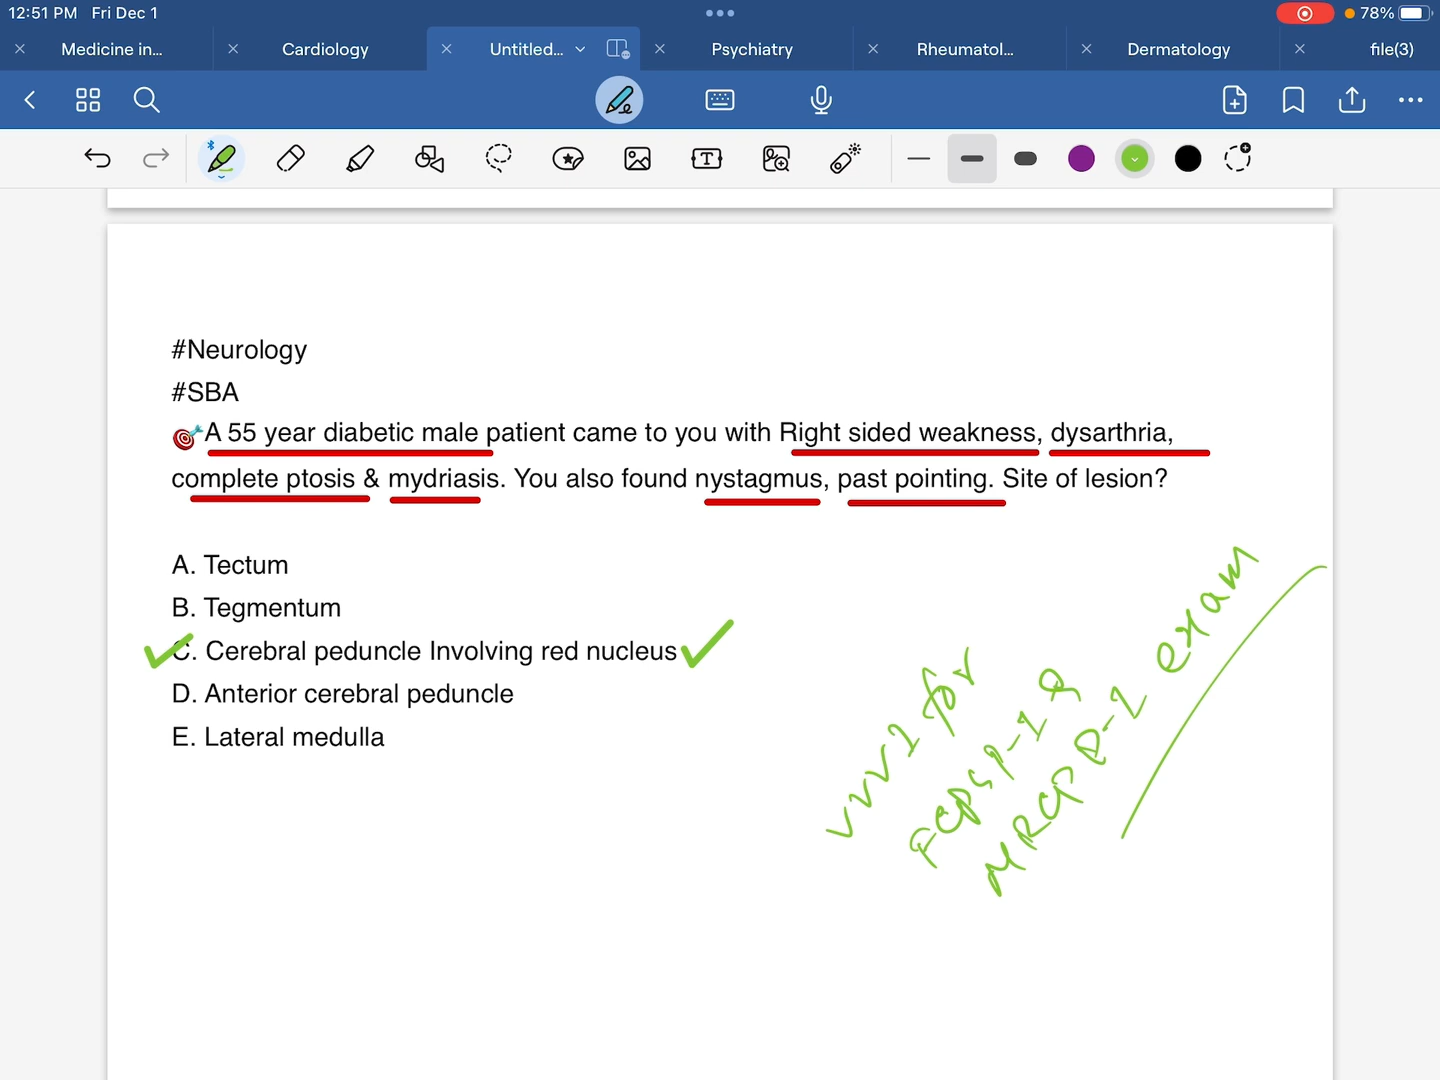 12:51 PM Fri Dec 1
78%
Medicine in...
Cardiology
Untitled...
Psychiatry
Rheumatol...
Dermatology
file(3)
#Neurology
#SBA
A 55 year diabetic male patient came to you with Right sided weakness, dysarthria,
complete ptosis & mydriasis. You also found nystagmus, past pointing. Site of lesion?
A. Tectum
B. Tegmentum
C. Cerebral peduncle Involving red nucleus
D. Anterior cerebral peduncle
E. Lateral medulla
for
FCPS P-1 &
MRCP P-1 exam